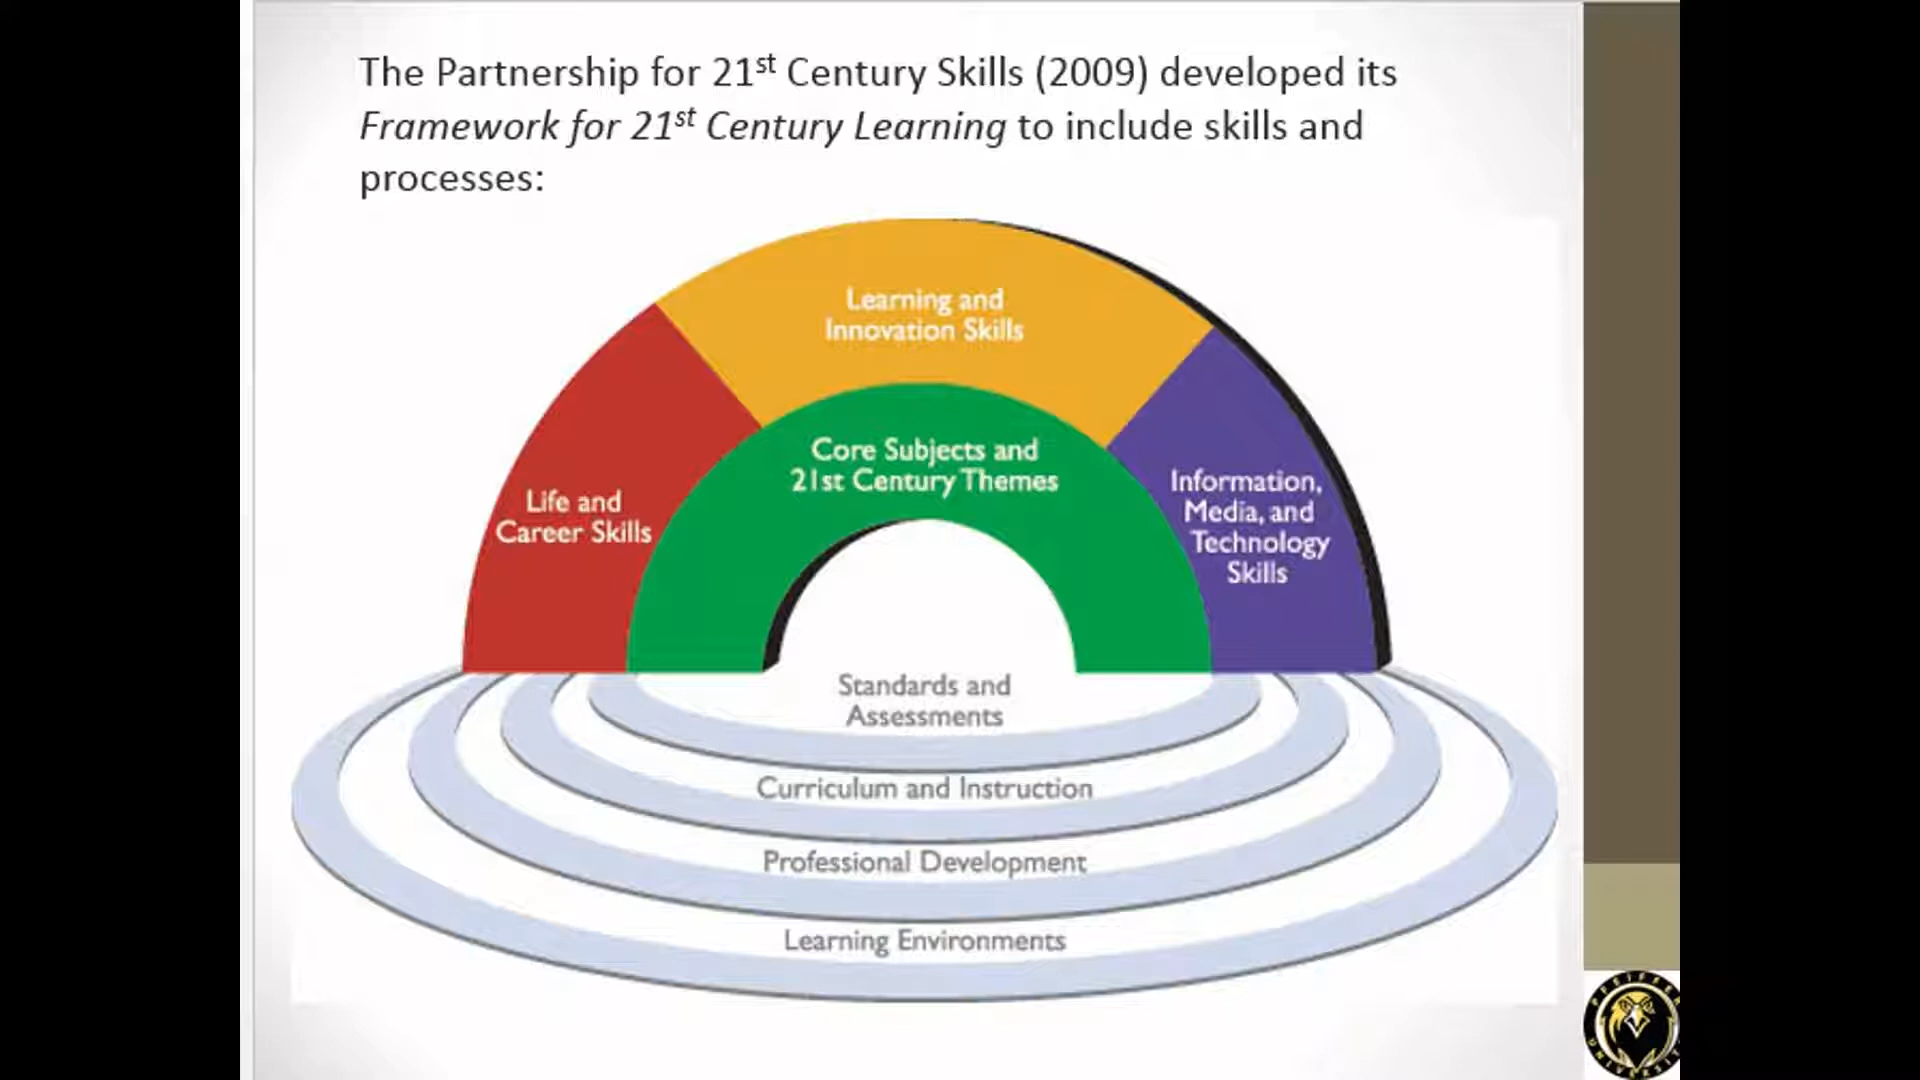 The Partnership for 21st Century Skills (2009) developed its
Framework for 21st Century Learning to include skills and
processes:
Learning and
Innovation Skills
Core Subjects and
21st Century Themes
Life and
Career Skills
Information,
Media, and
Technology
Skills
Standards and
Assessments
Curriculum and Instruction
Professional Development
Learning Environments
PFEIFFER
UNIVERSITY